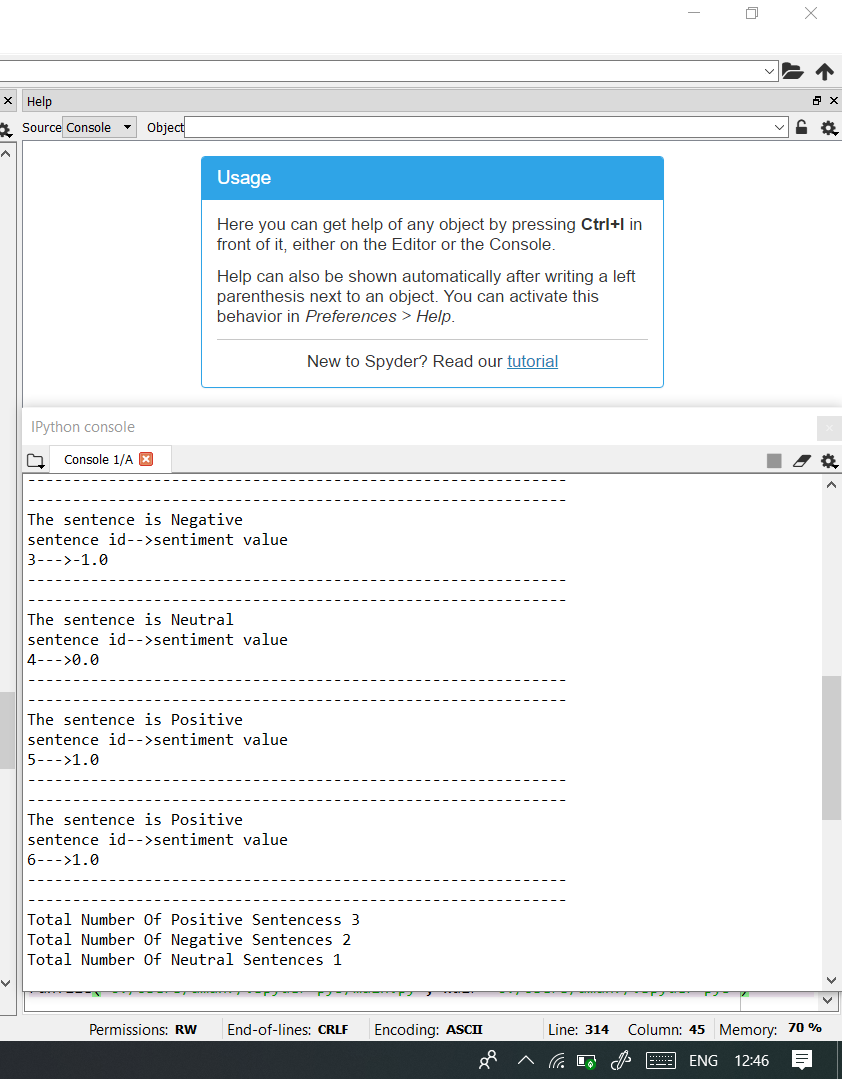 Help
Source Console Object
Usage
Here you can get help of any object by pressing Ctrl+I in
front of it, either on the Editor or the Console.
Help can also be shown automatically after writing a left
parenthesis next to an object. You can activate this
behavior in Preferences > Help.
New to Spyder? Read our tutorial
IPython console
Console 1/A
------------------------------------------------------------
------------------------------------------------------------
The sentence is Negative
sentence id-->sentiment value
3--->-1.0
------------------------------------------------------------
------------------------------------------------------------
The sentence is Neutral
sentence id-->sentiment value
4--->0.0
------------------------------------------------------------
------------------------------------------------------------
The sentence is Positive
sentence id-->sentiment value
5--->1.0
------------------------------------------------------------
------------------------------------------------------------
The sentence is Positive
sentence id-->sentiment value
6--->1.0
------------------------------------------------------------
------------------------------------------------------------
Total Number Of Positive Sentencess 3
Total Number Of Negative Sentences 2
Total Number Of Neutral Sentences 1
Permissions: RW End-of-lines: CRLF Encoding: ASCII Line: 314 Column: 45 Memory: 70 %
ENG 12:46